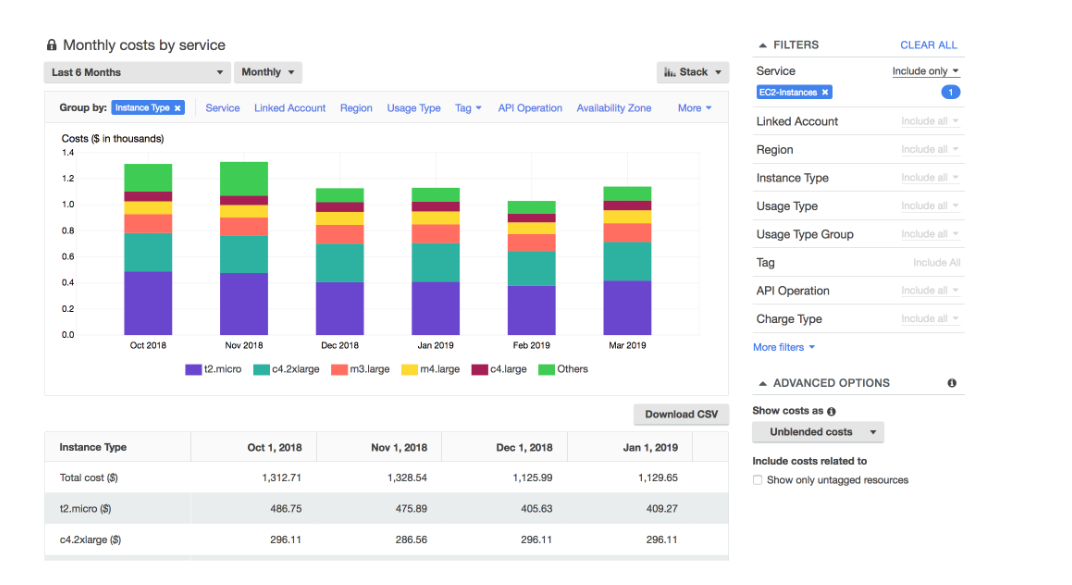 Monthly costs by service
Last 6 Months Monthly Stack
Group by: Instance Type × Service Linked Account Region Usage Type Tag API Operation Availability Zone More
Costs ($ in thousands)
1.4
1.2
1.0
0.8
0.6
0.4
0.2
0.0
Oct 2018 Nov 2018 Dec 2018 Jan 2019 Feb 2019 Mar 2019
t2.micro c4.2xlarge m3.large m4.large c4.large Others
Download CSV
Instance Type Oct 1, 2018 Nov 1, 2018 Dec 1, 2018 Jan 1, 2019
Total cost ($) 1,312.71 1,328.54 1,125.99 1,129.65
t2.micro ($) 486.75 475.89 405.63 409.27
c4.2xlarge ($) 296.11 286.56 296.11 296.11
FILTERS CLEAR ALL
Service Include only
EC2-Instances × 1
Linked Account Include all
Region Include all
Instance Type Include all
Usage Type Include all
Usage Type Group Include all
Tag Include All
API Operation Include all
Charge Type Include all
More filters
ADVANCED OPTIONS
Show costs as
Unblended costs
Include costs related to
Show only untagged resources